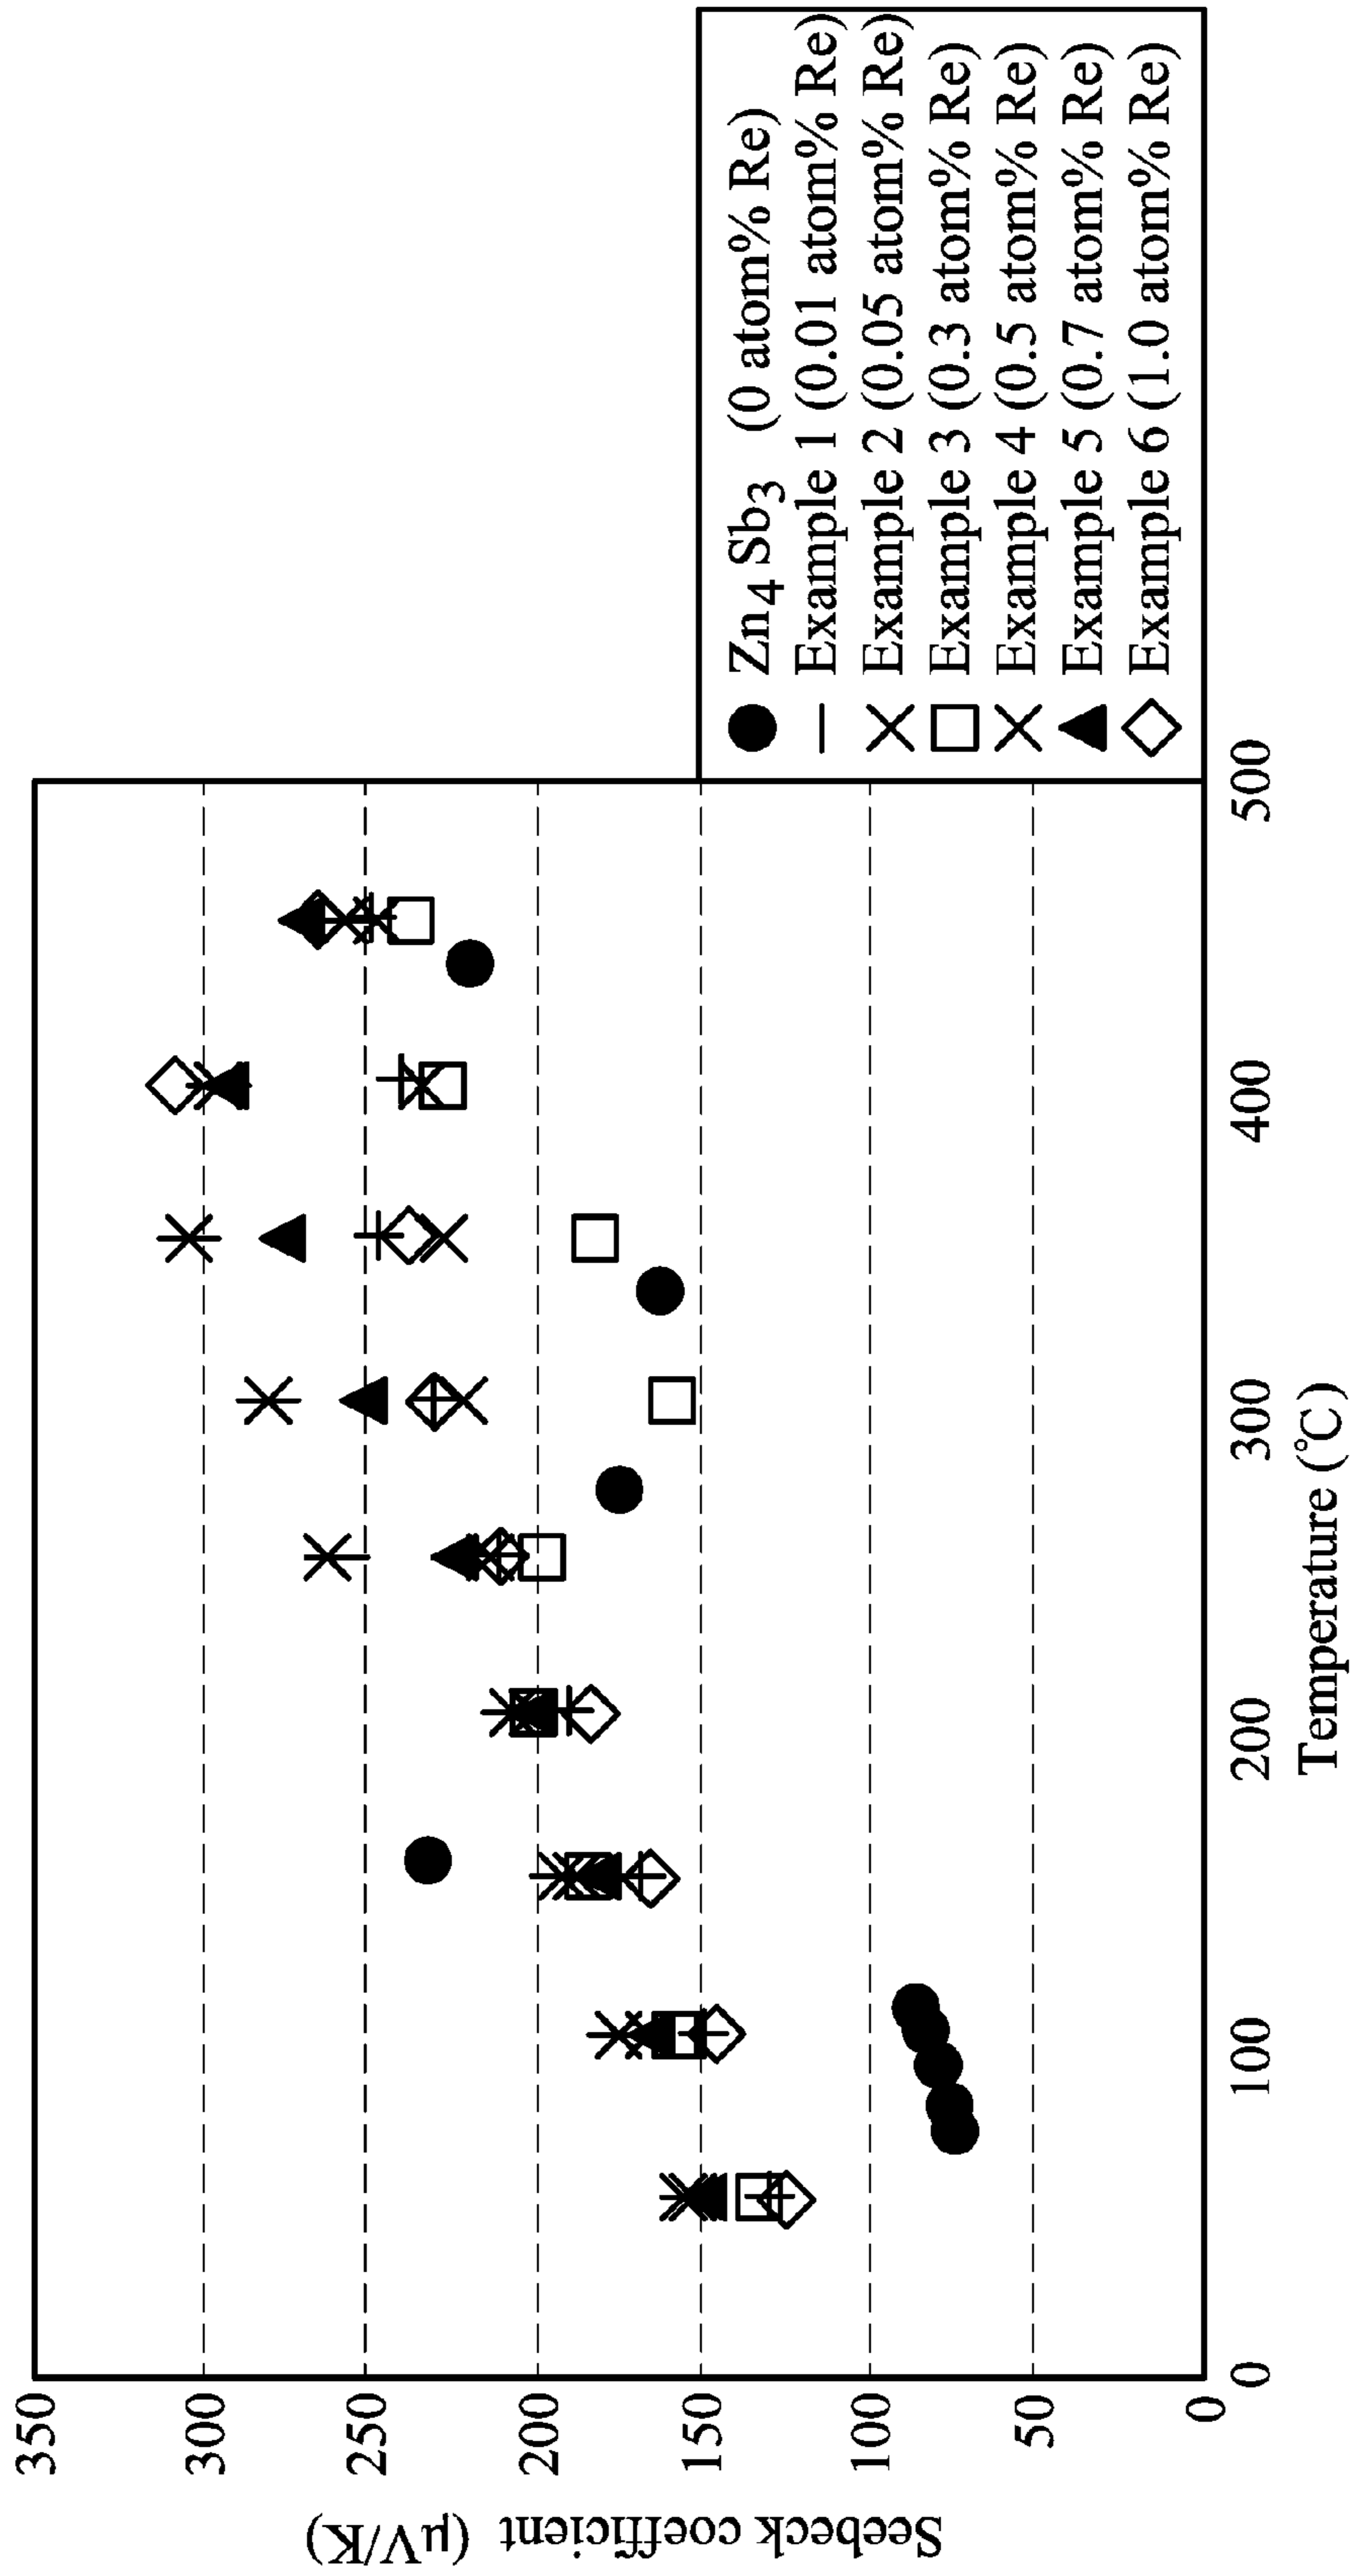 Seebeck coefficient (μV/K)
350
300
250
200
150
100
50
0
0
100
200
300
400
500
Temperature (℃)
Zn4Sb3 (0 atom% Re)
Example 1 (0.01 atom% Re)
Example 2 (0.05 atom% Re)
Example 3 (0.3 atom% Re)
Example 4 (0.5 atom% Re)
Example 5 (0.7 atom% Re)
Example 6 (1.0 atom% Re)